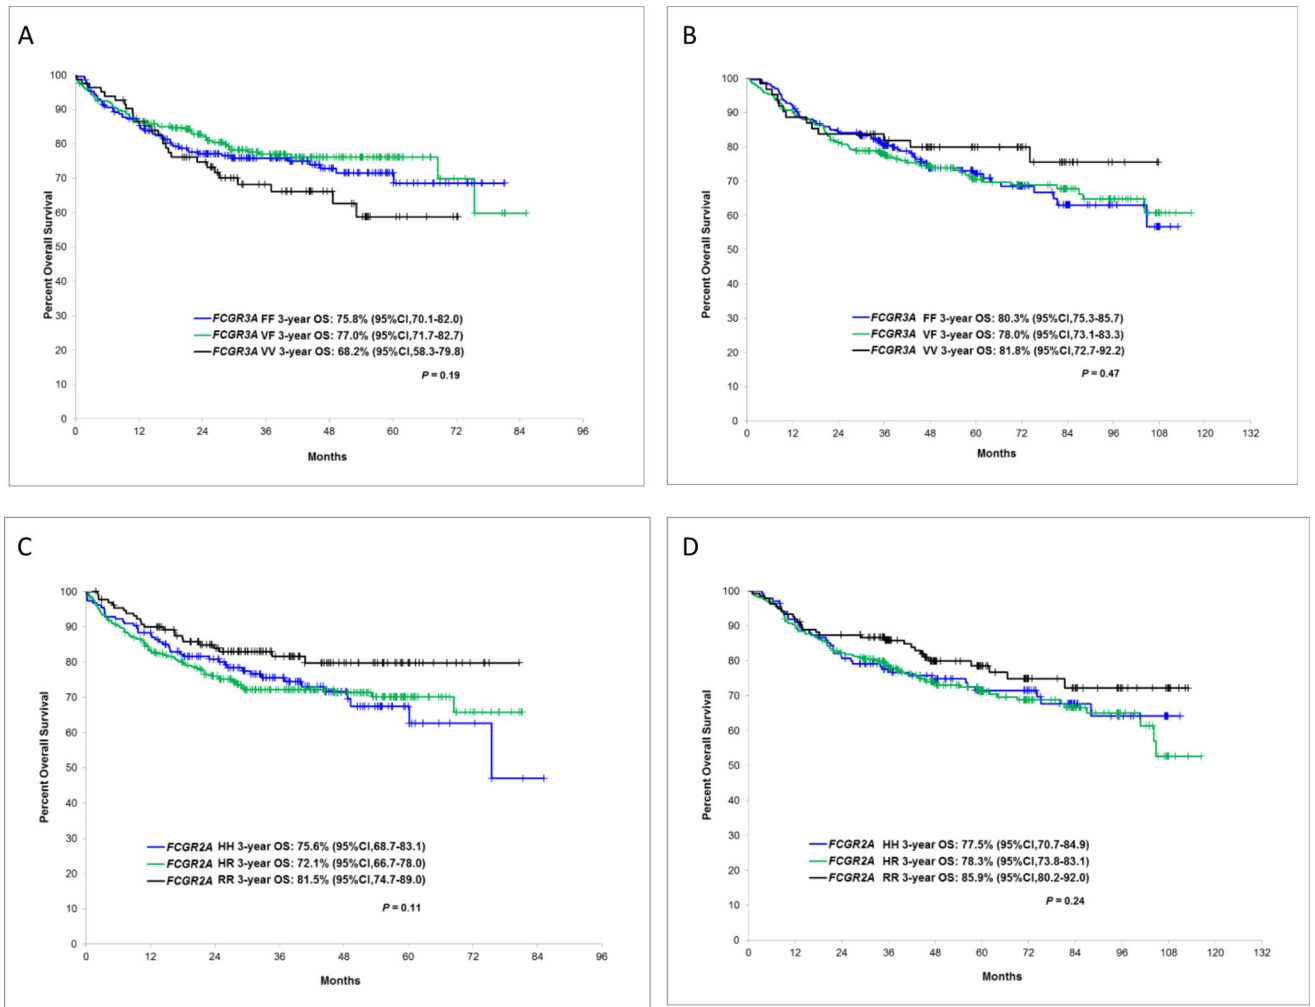 A
Percent Overall Survival
100
90
80
70
60
50
40
30
20
10
0
FCGR3A FF 3-year OS: 75.8% (95%CI,70.1-82.0)
FCGR3A VF 3-year OS: 77.0% (95%CI,71.7-82.7)
FCGR3A VV 3-year OS: 68.2% (95%CI,58.3-79.8)
P = 0.19
0 12 24 36 48 60 72 84 96
Months
B
Percent Overall Survival
100
90
80
70
60
50
40
30
20
10
0
FCGR3A FF 3-year OS: 80.3% (95%CI,75.3-85.7)
FCGR3A VF 3-year OS: 78.0% (95%CI,73.1-83.3)
FCGR3A VV 3-year OS: 81.8% (95%CI,72.7-92.2)
P = 0.47
0 12 24 36 48 60 72 84 96 108 120 132
Months
C
Percent Overall Survival
100
90
80
70
60
50
40
30
20
10
0
FCGR2A HH 3-year OS: 75.6% (95%CI,68.7-83.1)
FCGR2A HR 3-year OS: 72.1% (95%CI,66.7-78.0)
FCGR2A RR 3-year OS: 81.5% (95%CI,74.7-89.0)
P = 0.11
0 12 24 36 48 60 72 84 96
Months
D
Percent Overall Survival
100
90
80
70
60
50
40
30
20
10
0
FCGR2A HH 3-year OS: 77.5% (95%CI,70.7-84.9)
FCGR2A HR 3-year OS: 78.3% (95%CI,73.8-83.1)
FCGR2A RR 3-year OS: 85.9% (95%CI,80.2-92.0)
P = 0.24
0 12 24 36 48 60 72 84 96 108 120 132
Months